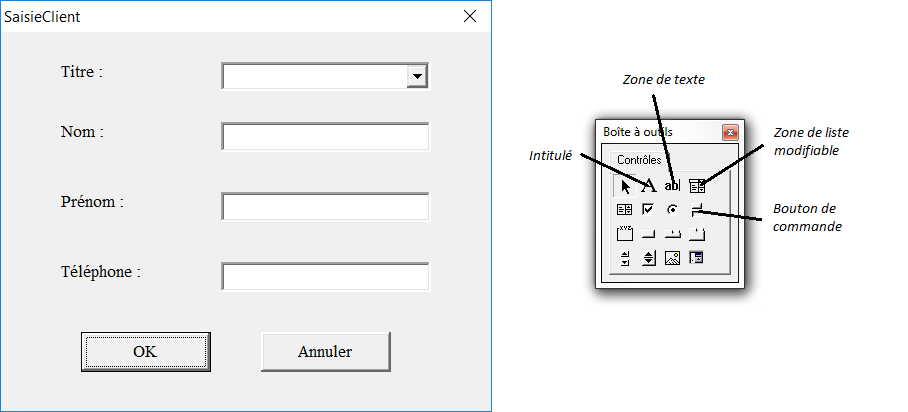 SaisieClient
Titre :
Nom :
Prénom :
Téléphone :
OK
Annuler
Zone de texte
Boîte à outils
Intitulé
Zone de liste
modifiable
Contrôles
A
ab
Bouton de
commande
XYZ